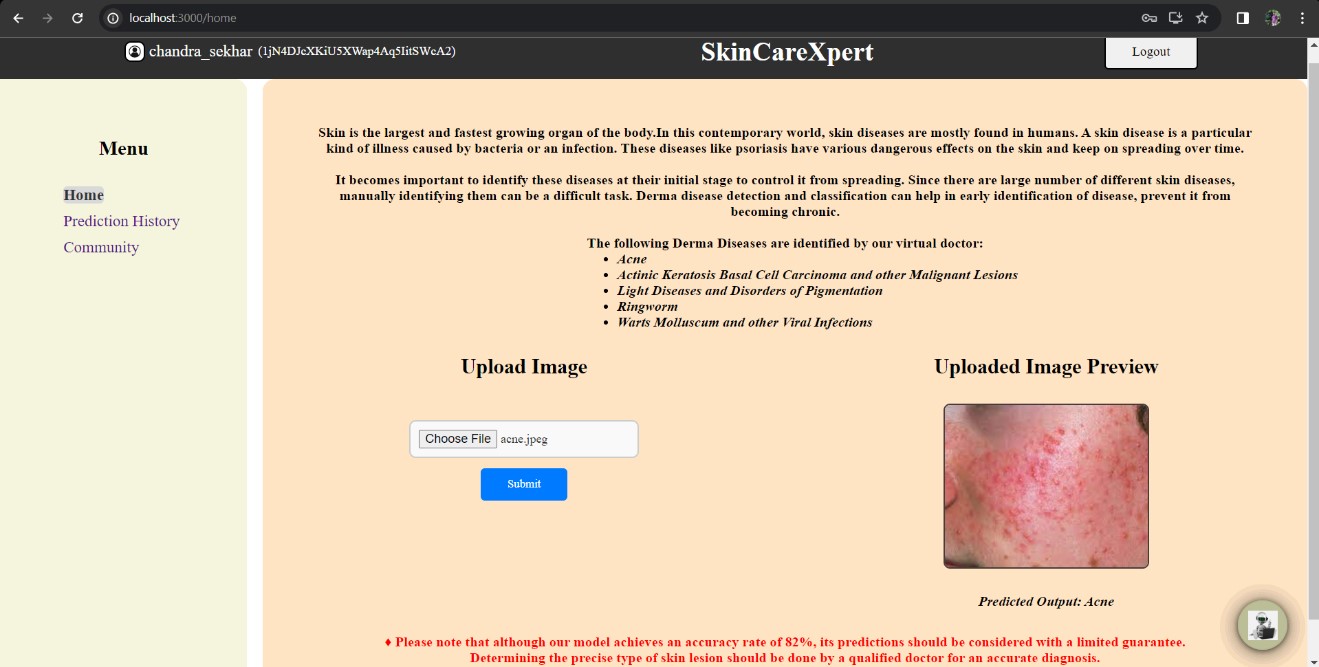 localhost:3000/home
chandra_sekhar (1jN4DJcXKiU5XWap4Aq5IitSWcA2)
SkinCareXpert
Logout
Menu
Home
Prediction History
Community
Skin is the largest and fastest growing organ of the body.In this contemporary world, skin diseases are mostly found in humans. A skin disease is a particular
kind of illness caused by bacteria or an infection. These diseases like psoriasis have various dangerous effects on the skin and keep on spreading over time.
It becomes important to identify these diseases at their initial stage to control it from spreading. Since there are large number of different skin diseases,
manually identifying them can be a difficult task. Derma disease detection and classification can help in early identification of disease, prevent it from
becoming chronic.
The following Derma Diseases are identified by our virtual doctor:
• Acne
• Actinic Keratosis Basal Cell Carcinoma and other Malignant Lesions
• Light Diseases and Disorders of Pigmentation
• Ringworm
• Warts Molluscum and other Viral Infections
Upload Image
Choose File acne.jpeg
Submit
Uploaded Image Preview
Predicted Output: Acne
♦ Please note that although our model achieves an accuracy rate of 82%, its predictions should be considered with a limited guarantee.
Determining the precise type of skin lesion should be done by a qualified doctor for an accurate diagnosis.